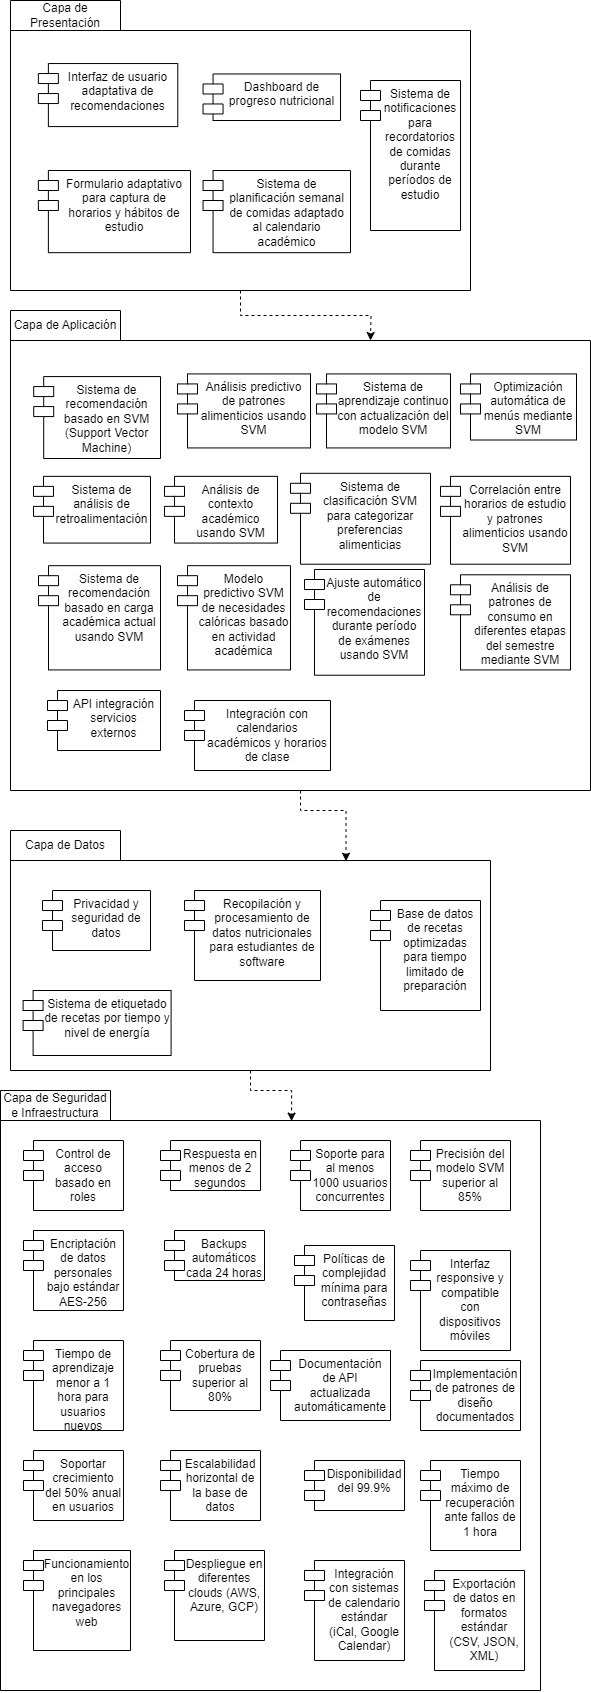 Capa de
Presentación
Interfaz de usuario
adaptativa de
recomendaciones
Dashboard de
progreso nutricional
Sistema de
notificaciones
para
recordatorios
de comidas
durante
períodos de
estudio
Formulario adaptativo
para captura de
horarios y hábitos de
estudio
Sistema de
planificación semanal
de comidas adaptado
al calendario
académico
Capa de Aplicación
Sistema de
recomendación
basado en SVM
(Support Vector
Machine)
Análisis predictivo
de patrones
alimenticios usando
SVM
Sistema de
aprendizaje continuo
con actualización del
modelo SVM
Optimización
automática de
menús mediante
SVM
Sistema de
análisis de
retroalimentación
Análisis de
contexto
académico
usando SVM
Sistema de
clasificación SVM
para categorizar
preferencias
alimenticias
Correlación entre
horarios de estudio
y patrones
alimenticios usando
SVM
Sistema de
recomendación
basado en carga
académica actual
usando SVM
Modelo
predictivo SVM
de necesidades
calóricas basado
en actividad
académica
Ajuste automático
de
recomendaciones
durante período
de exámenes
usando SVM
Análisis de
patrones de
consumo en
diferentes etapas
del semestre
mediante SVM
API integración
servicios
externos
Integración con
calendarios
académicos y horarios
de clase
Capa de Datos
Privacidad y
seguridad de
datos
Recopilación y
procesamiento de
datos nutricionales
para estudiantes de
software
Base de datos
de recetas
optimizadas
para tiempo
limitado de
preparación
Sistema de etiquetado
de recetas por tiempo y
nivel de energía
Capa de Seguridad
e Infraestructura
Control de
acceso
basado en
roles
Respuesta en
menos de 2
segundos
Soporte para
al menos
1000 usuarios
concurrentes
Precisión del
modelo SVM
superior al
85%
Encriptación
de datos
personales
bajo estándar
AES-256
Backups
automáticos
cada 24 horas
Políticas de
complejidad
mínima para
contraseñas
Interfaz
responsive y
compatible
con
dispositivos
móviles
Tiempo de
aprendizaje
menor a 1
hora para
usuarios
nuevos
Cobertura de
pruebas
superior al
80%
Documentación
de API
actualizada
automáticamente
Implementación
de patrones de
diseño
documentados
Soportar
crecimiento
del 50% anual
en usuarios
Escalabilidad
horizontal de
la base de
datos
Disponibilidad
del 99.9%
Tiempo
máximo de
recuperación
ante fallos de
1 hora
Funcionamiento
en los
principales
navegadores
web
Despliegue en
diferentes
clouds (AWS,
Azure, GCP)
Integración
con sistemas
de calendario
estándar
(iCal, Google
Calendar)
Exportación
de datos en
formatos
estándar
(CSV, JSON,
XML)